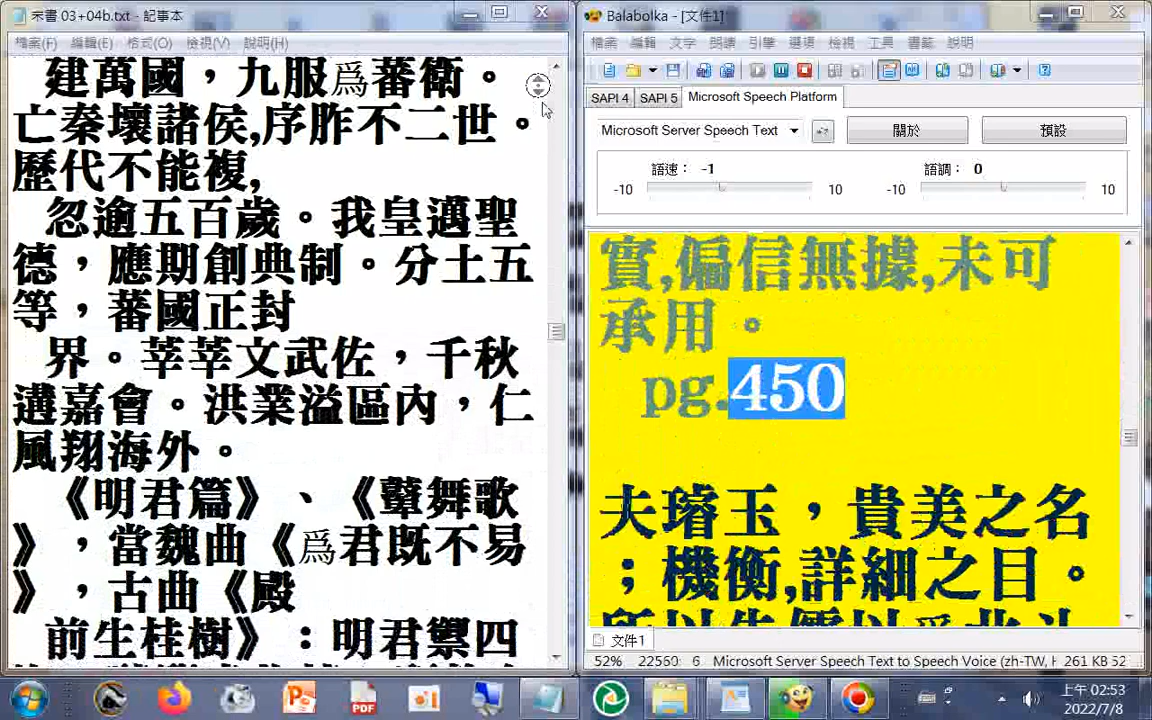 宋書 03+04b.txt - 記事本
檔案(F) 編輯(E) 格式(O) 檢視(V) 說明(H)
建萬國，九服爲蕃衛。
亡秦壞諸侯,序胙不二世。
歷代不能複,
忽逾五百歲。我皇邁聖
德，應期創典制。分土五
等，蕃國正封
界。莘莘文武佐，千秋
遘嘉會。洪業溢區內，仁
風翔海外。
《明君篇》、《鼙舞歌
》，當魏曲《爲君既不易
》，古曲《殿
前生桂樹》：明君禦四
Balabolka - [文件1]
檔案 編輯 文字 朗讀 引擎 選項 檢視 工具 書籤 說明
SAPI 4 SAPI 5 Microsoft Speech Platform
Microsoft Server Speech Text 關於 預設
語速： -1 語調： 0
-10 10 -10 10
實,偏信無據,未可
承用。
pg.450
夫璿玉，貴美之名
；機衡,詳細之目。
所以先儒以爲北斗
文件1
52% 22560: 6 Microsoft Server Speech Text to Speech Voice (zh-TW, H 261 KB 52
上午 02:53
2022/7/8